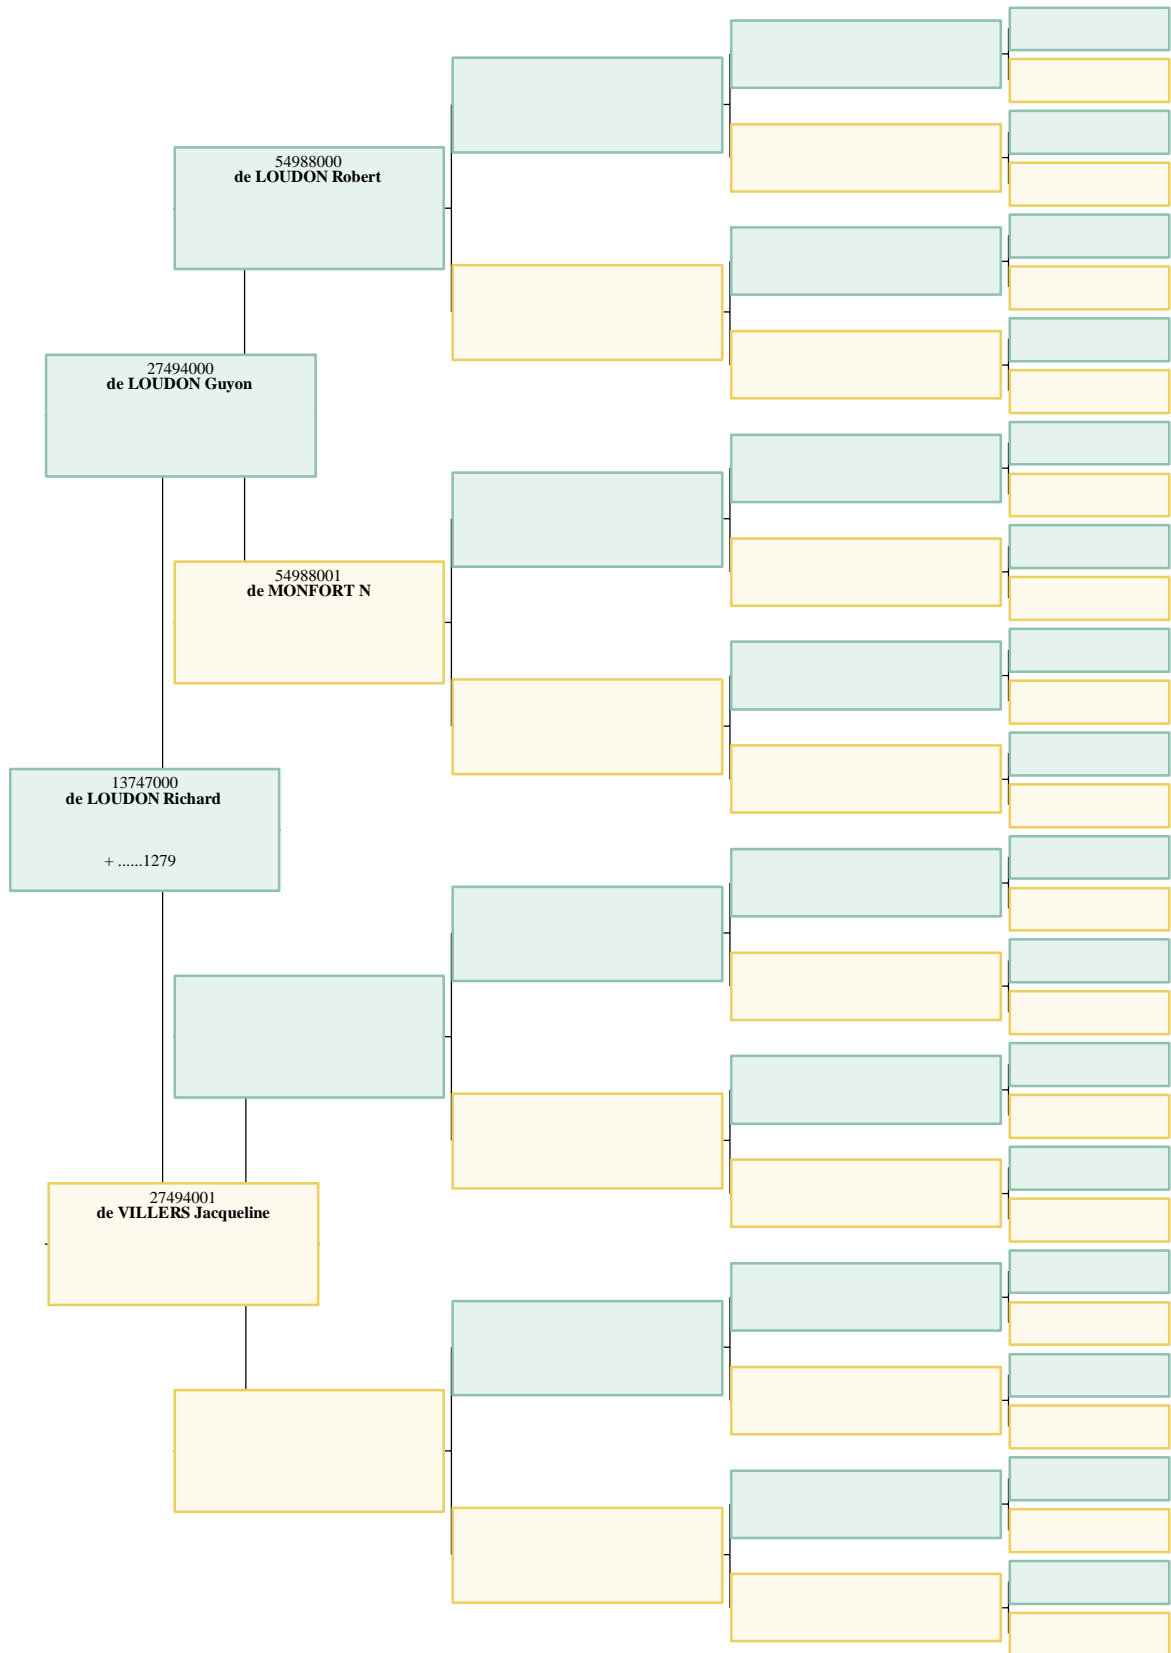 54988000
de LOUDON Robert
27494000
de LOUDON Guyon
54988001
de MONFORT N
13747000
de LOUDON Richard
+ ......1279
27494001
de VILLERS Jacqueline